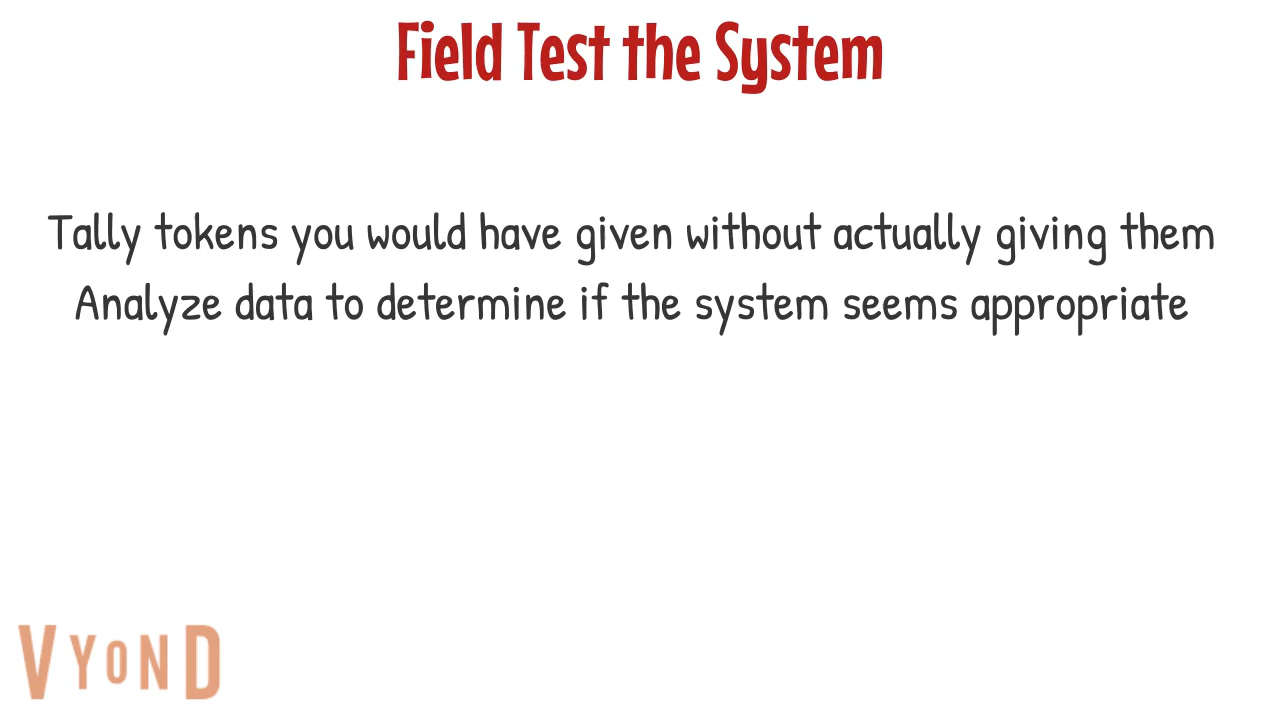 Field Test the System
Tally tokens you would have given without actually giving them
Analyze data to determine if the system seems appropriate
VYOND